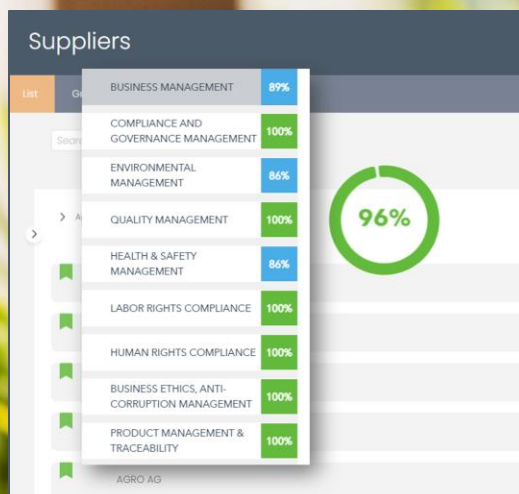 Suppliers
List
G
Searc
A
BUSINESS MANAGEMENT 89%
COMPLIANCE AND
GOVERNANCE MANAGEMENT 100%
ENVIRONMENTAL
MANAGEMENT 86%
QUALITY MANAGEMENT 100%
HEALTH & SAFETY
MANAGEMENT 86%
LABOR RIGHTS COMPLIANCE 100%
HUMAN RIGHTS COMPLIANCE 100%
BUSINESS ETHICS, ANTI-
CORRUPTION MANAGEMENT 100%
PRODUCT MANAGEMENT &
TRACEABILITY 100%
96%
AGRO AG